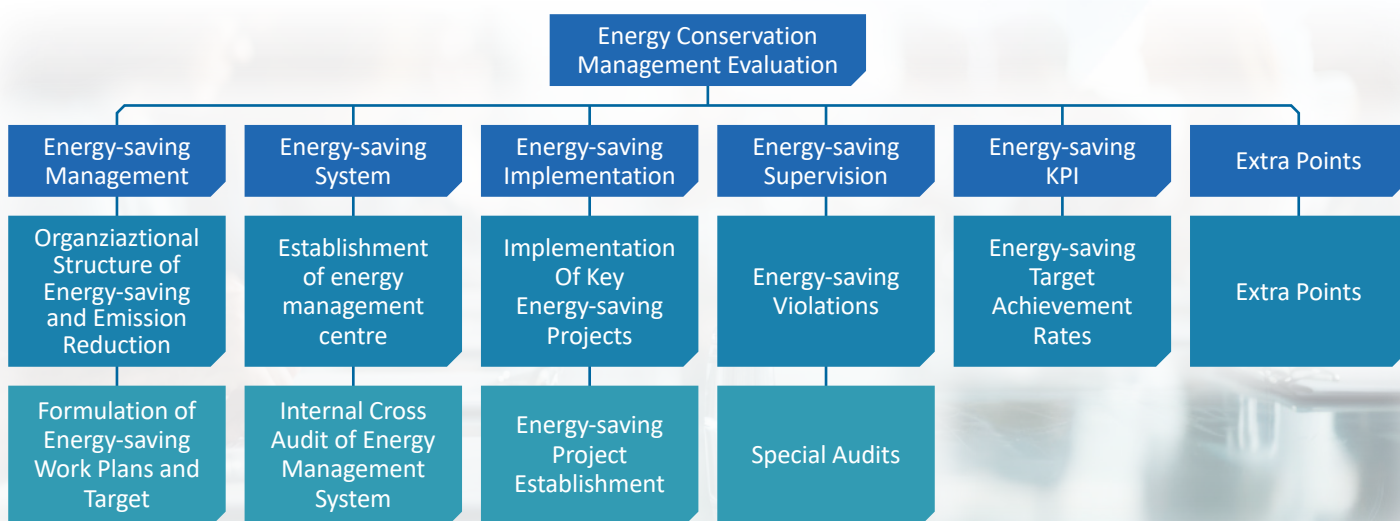 Energy Conservation
Management Evaluation
Energy-saving
Management
Energy-saving
System
Energy-saving
Implementation
Energy-saving
Supervision
Energy-saving
KPI
Extra Points
Organziaztional
Structure of
Energy-saving
and Emission
Reduction
Establishment
of energy
management
centre
Implementation
Of Key
Energy-saving
Projects
Energy-saving
Violations
Energy-saving
Target
Achievement
Rates
Extra Points
Formulation of
Energy-saving
Work Plans and
Target
Internal Cross
Audit of Energy
Management
System
Energy-saving
Project
Establishment
Special Audits